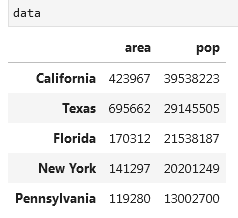 data
area pop
California 423967 39538223
Texas 695662 29145505
Florida 170312 21538187
New York 141297 20201249
Pennsylvania 119280 13002700